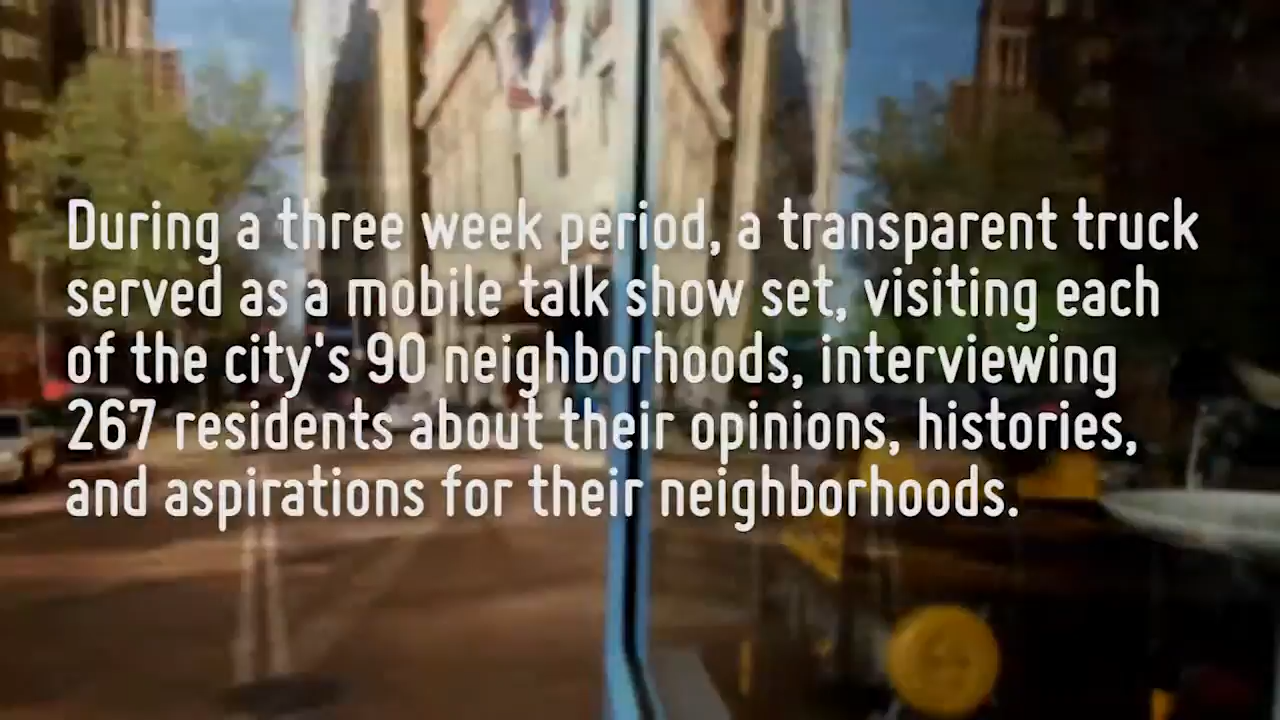 During a three week period, a transparent truck
served as a mobile talk show set, visiting each
of the city's 90 neighborhoods, interviewing
267 residents about their opinions, histories,
and aspirations for their neighborhoods.